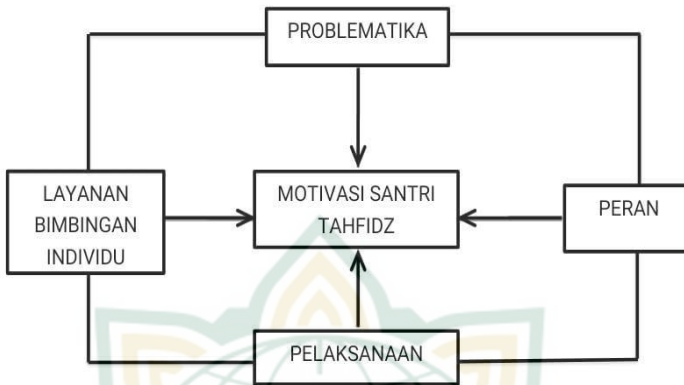 PROBLEMATIKA
LAYANAN
BIMBINGAN
INDIVIDU
MOTIVASI SANTRI
TAHFIDZ
PERAN
PELAKSANAAN